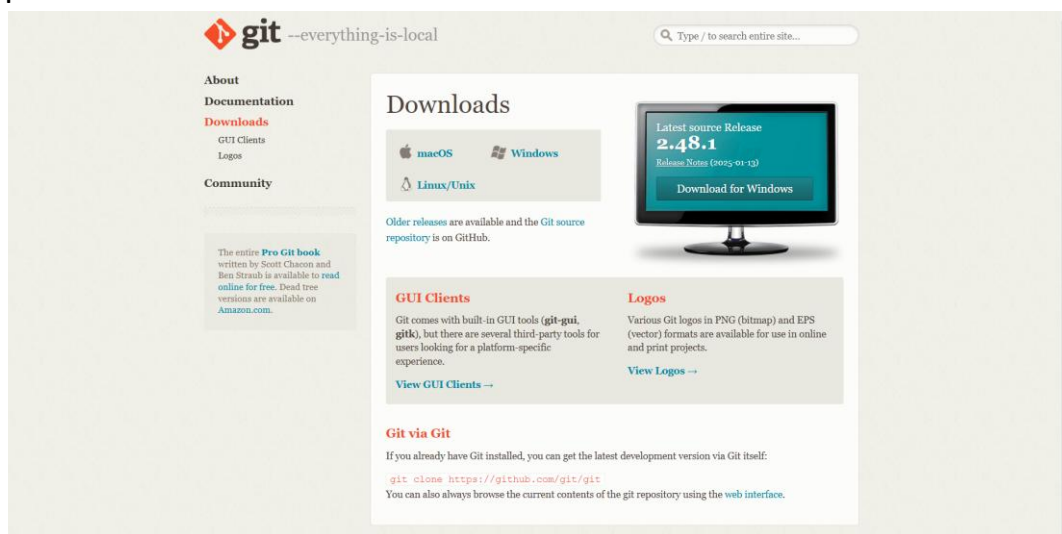 git --everything-is-local
Type / to search entire site...
About
Documentation
Downloads
GUI Clients
Logos
Community
The entire Pro Git book
written by Scott Chacon and
Ben Straub is available to read
online for free. Dead tree
versions are available on
Amazon.com.
Downloads
macOS
Windows
Linux/Unix
Older releases are available and the Git source
repository is on GitHub.
Latest source Release
2.48.1
Release Notes (2025-01-13)
Download for Windows
GUI Clients
Git comes with built-in GUI tools (git-gui,
gitk), but there are several third-party tools for
users looking for a platform-specific
experience.
View GUI Clients →
Logos
Various Git logos in PNG (bitmap) and EPS
(vector) formats are available for use in online
and print projects.
View Logos →
Git via Git
If you already have Git installed, you can get the latest development version via Git itself:
git clone https://github.com/git/git
You can also always browse the current contents of the git repository using the web interface.